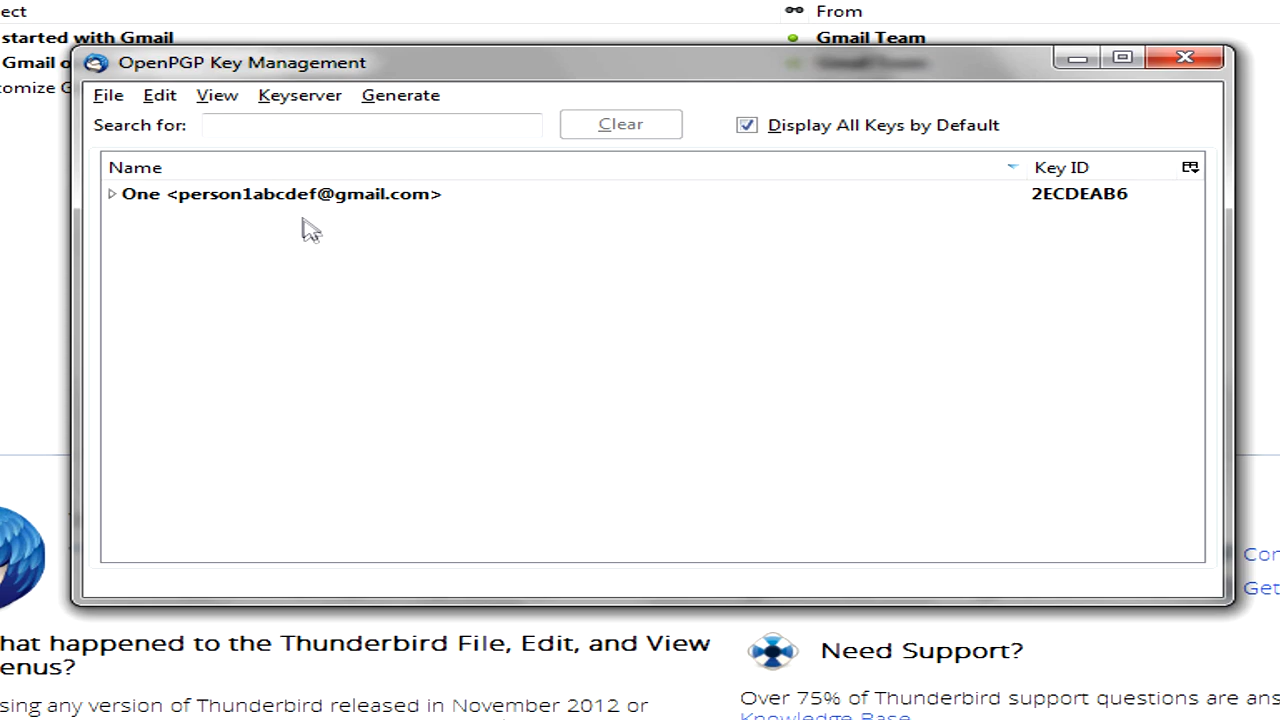 ect From
started with Gmail Gmail Team
Gmail o
tomize G
OpenPGP Key Management
File Edit View Keyserver Generate
Search for: Clear Display All Keys by Default
Name Key ID
One <person1abcdef@gmail.com> 2ECDEAB6
Con
Get
hat happened to the Thunderbird File, Edit, and View
enus?
Need Support?
sing any version of Thunderbird released in November 2012 or
Over 75% of Thunderbird support questions are ans
Knowledge Base